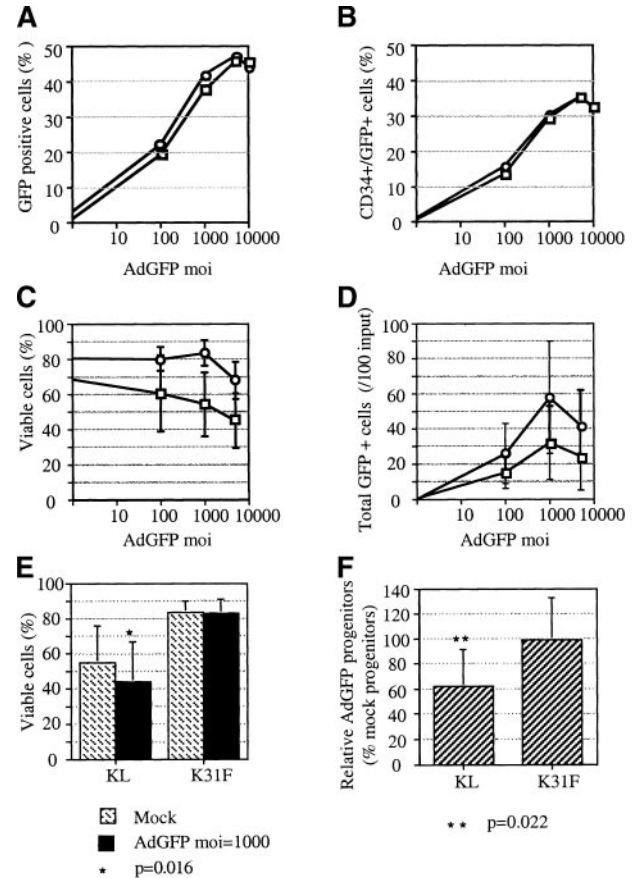 A
GFP positive cells (%)
50
40
30
20
10
0
10
100
1000
10000
AdGFP moi
B
CD34+/GFP+ cells (%)
50
40
30
20
10
0
10
100
1000
10000
AdGFP moi
C
Viable cells (%)
100
80
60
40
20
0
10
100
1000
10000
AdGFP moi
D
Total GFP + cells (/100 input)
100
80
60
40
20
0
10
100
1000
10000
AdGFP moi
E
Viable cells (%)
100
80
60
40
20
0
*
KL
K31F
Mock
AdGFP moi=1000
* p=0.016
F
Relative AdGFP progenitors
(% mock progenitors)
140
120
100
80
60
40
20
0
**
KL
K31F
** p=0.022